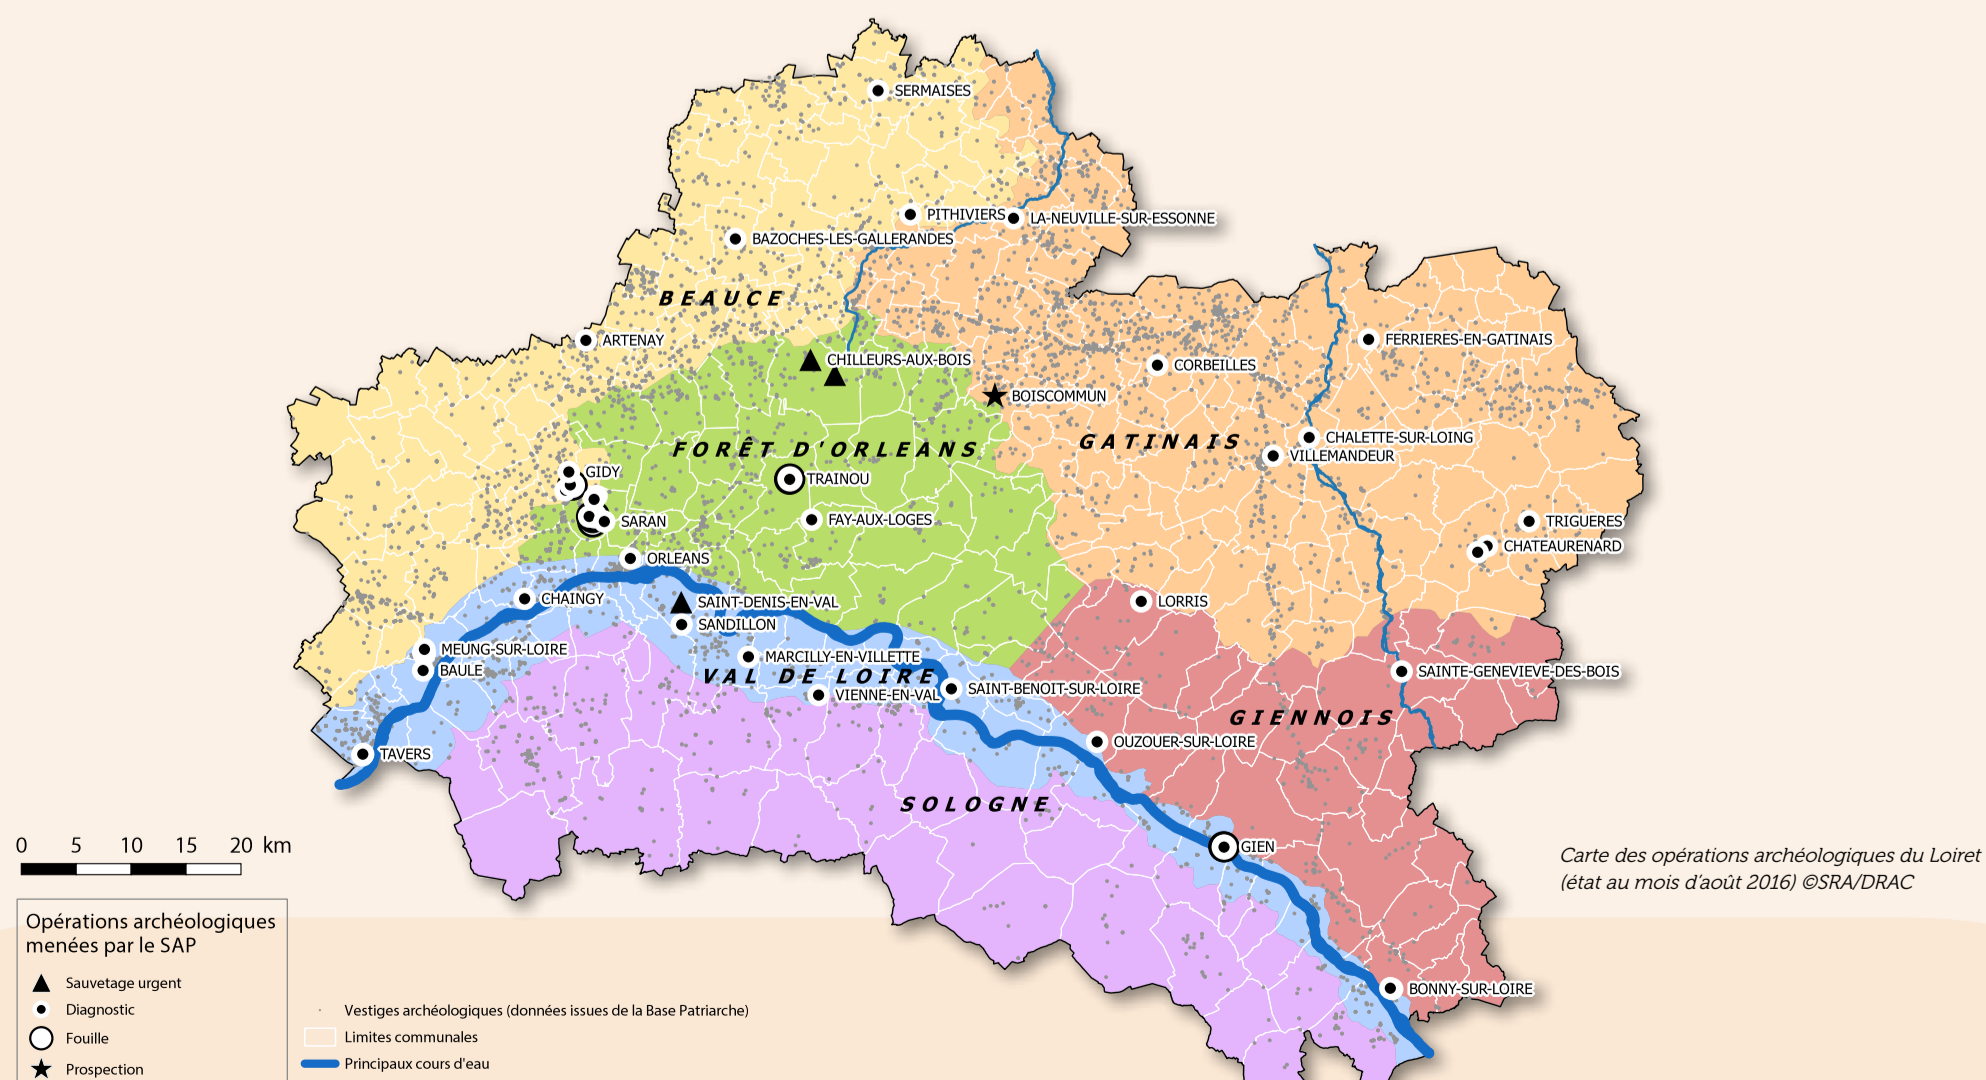 SERMAISES
PITHIVIERS
LA-NEUVILLE-SUR-ESSONNE
BAZOCHES-LES-GALLERANDES
BEAUCE
ARTENAY
FERRIERES-EN-GATINAIS
CHILLEURS-AUX-BOIS
CORBEILLES
BOISCOMMUN
CHALETTE-SUR-LOING
GATINAIS
FORÊT D'ORLEANS
VILLEMANDEUR
GIDY
TRAINOU
FAY-AUX-LOGES
SARAN
TRIGUERES
CHATEAURENARD
ORLEANS
CHAINGY
SAINT-DENIS-EN-VAL
LORRIS
SANDILLON
MEUNG-SUR-LOIRE
MARCILLY-EN-VILLETTE
BAULE
SAINTE-GENEVIEVE-DES-BOIS
VAL DE LOIRE
SAINT-BENOIT-SUR-LOIRE
VIENNE-EN-VAL
GIENNOIS
OUZOUER-SUR-LOIRE
TAVERS
SOLOGNE
GIEN
BONNY-SUR-LOIRE
0 5 10 15 20 km
Carte des opérations archéologiques du Loiret
(état au mois d'août 2016) ©SRA/DRAC
Opérations archéologiques
menées par le SAP
Sauvetage urgent
Diagnostic
Fouille
Prospection
Vestiges archéologiques (données issues de la Base Patriarche)
Limites communales
Principaux cours d'eau